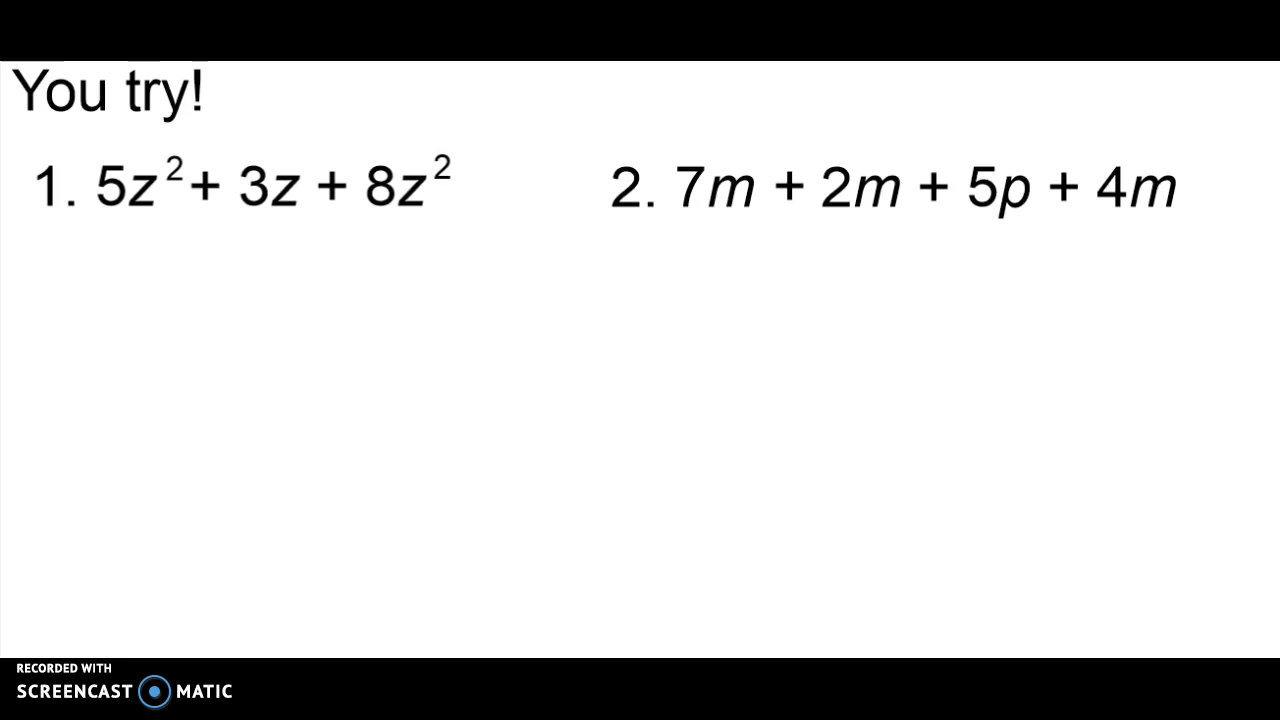 You try!
1. 5z² + 3z + 8z² 2. 7m + 2m + 5p + 4m
RECORDED WITH
SCREENCAST MATIC